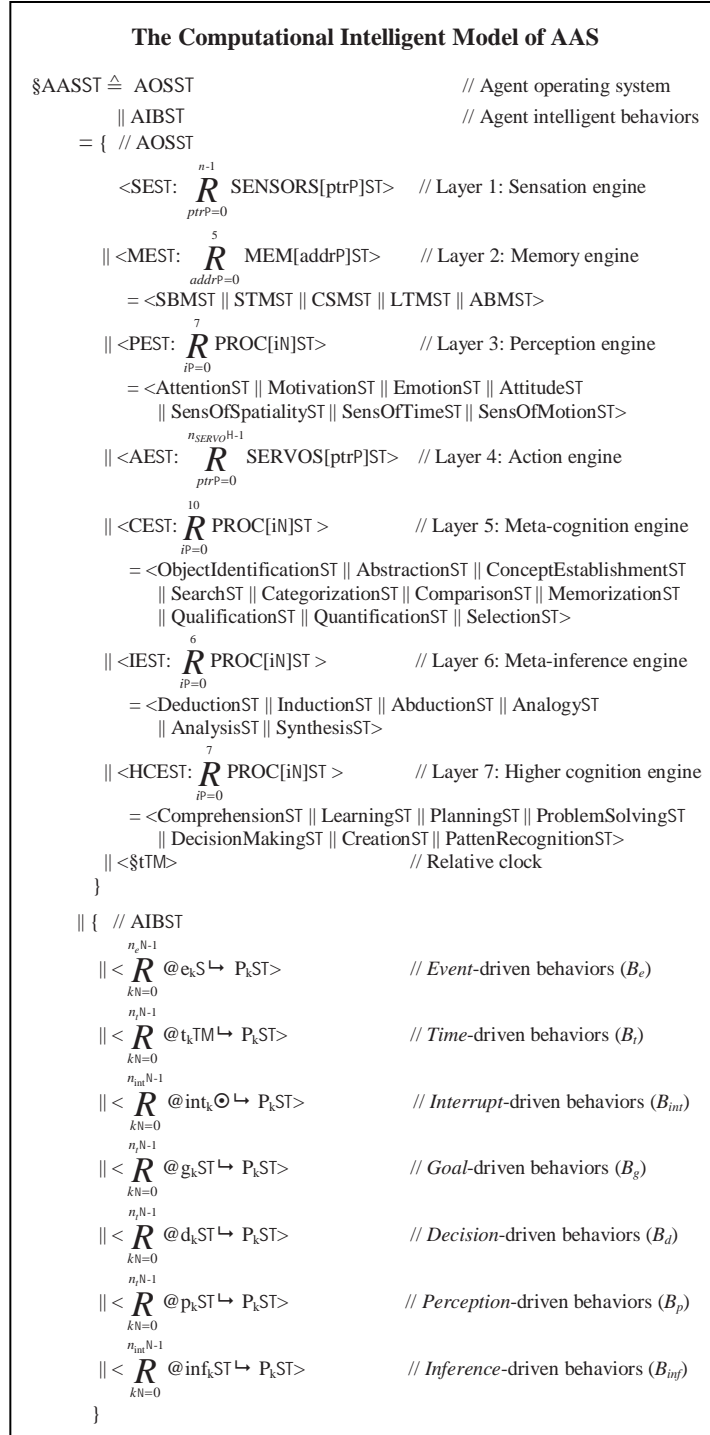 The Computational Intelligent Model of AAS
§AASST ≙ AOSST // Agent operating system
|| AIBST // Agent intelligent behaviors
= { // AOSST
n-1
<SEST: R SENSORS[ptrP]ST> // Layer 1: Sensation engine
ptrP=0
5
|| <MEST: R MEM[addrP]ST> // Layer 2: Memory engine
addrP=0
= <SBMST || STMST || CSMST || LTMST || ABMST>
7
|| <PEST: R PROC[iN]ST> // Layer 3: Perception engine
iP=0
= <AttentionST || MotivationST || EmotionST || AttitudeST
|| SensOfSpatialityST || SensOfTimeST || SensOfMotionST>
nSERVOH-1
|| <AEST: R SERVOS[ptrP]ST> // Layer 4: Action engine
ptrP=0
10
|| <CEST: R PROC[iN]ST > // Layer 5: Meta-cognition engine
iP=0
= <ObjectIdentificationST || AbstractionST || ConceptEstablishmentST
|| SearchST || CategorizationST || ComparisonST || MemorizationST
|| QualificationST || QuantificationST || SelectionST>
6
|| <IEST: R PROC[iN]ST > // Layer 6: Meta-inference engine
iP=0
= <DeductionST || InductionST || AbductionST || AnalogyST
|| AnalysisST || SynthesisST>
7
|| <HCEST: R PROC[iN]ST > // Layer 7: Higher cognition engine
iP=0
= <ComprehensionST || LearningST || PlanningST || ProblemSolvingST
|| DecisionMakingST || CreationST || PattenRecognitionST>
|| <§tTM> // Relative clock
}
|| { // AIBST
neN-1
|| < R @ekS ↳ PkST> // Event-driven behaviors (Be)
kN=0
ntN-1
|| < R @tkTM ↳ PkST> // Time-driven behaviors (Bt)
kN=0
nintN-1
|| < R @intk⊙ ↳ PkST> // Interrupt-driven behaviors (Bint)
kN=0
ntN-1
|| < R @gkST ↳ PkST> // Goal-driven behaviors (Bg)
kN=0
ntN-1
|| < R @dkST ↳ PkST> // Decision-driven behaviors (Bd)
kN=0
ntN-1
|| < R @pkST ↳ PkST> // Perception-driven behaviors (Bp)
kN=0
nintN-1
|| < R @infkST ↳ PkST> // Inference-driven behaviors (Binf)
kN=0
}